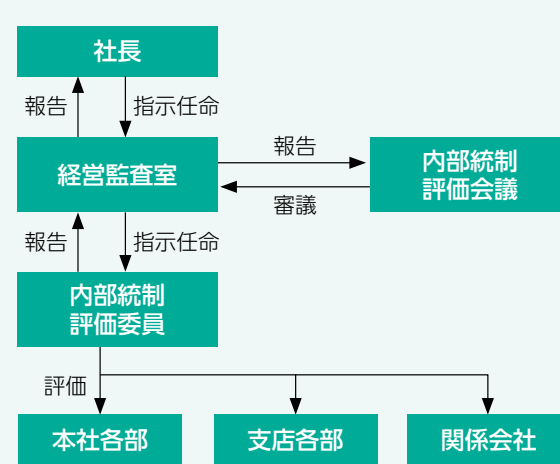 社長
報告
指示任命
経営監査室
報告
内部統制
評価会議
審議
報告
指示任命
内部統制
評価委員
評価
本社各部
支店各部
関係会社